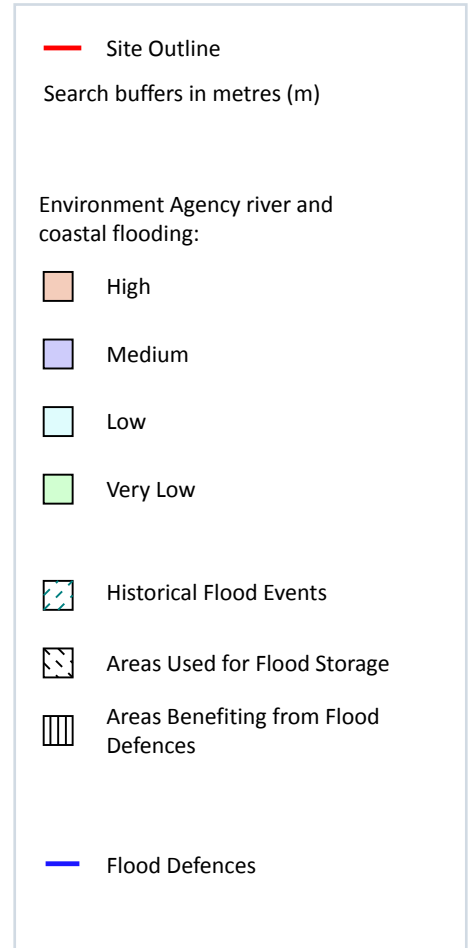 Site Outline
Search buffers in metres (m)
Environment Agency river and
coastal flooding:
High
Medium
Low
Very Low
Historical Flood Events
Areas Used for Flood Storage
Areas Benefiting from Flood
Defences
Flood Defences